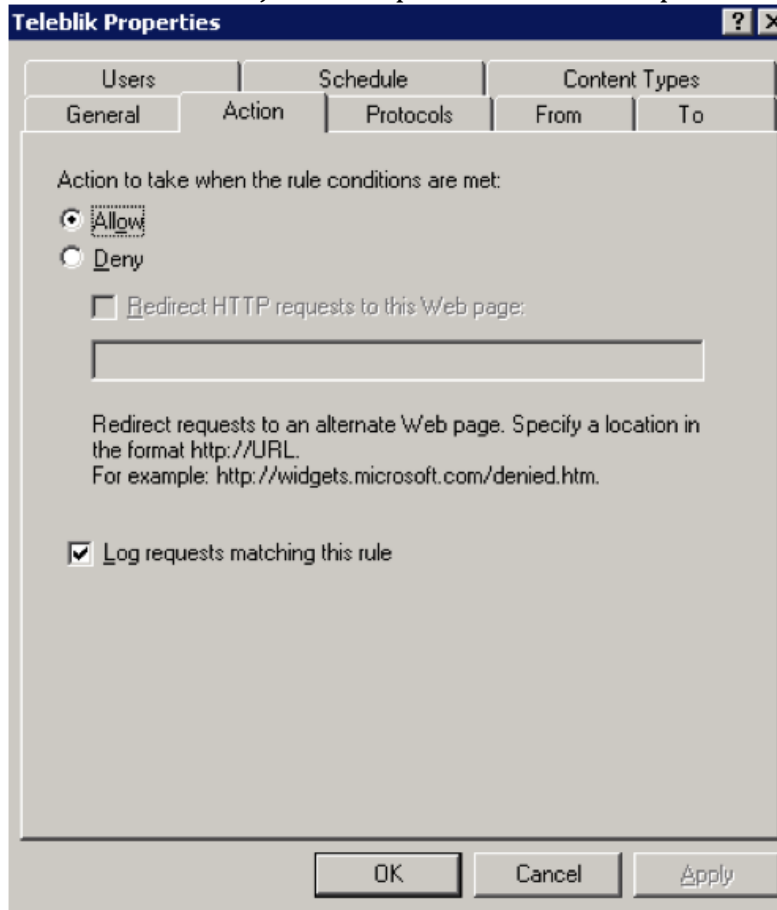 Teleblik Properties
Users Schedule Content Types
General Action Protocols From To
Action to take when the rule conditions are met:
Allow
Deny
Redirect HTTP requests to this Web page:
Redirect requests to an alternate Web page. Specify a location in
the format http://URL.
For example: http://widgets.microsoft.com/denied.htm.
Log requests matching this rule
OK Cancel Apply